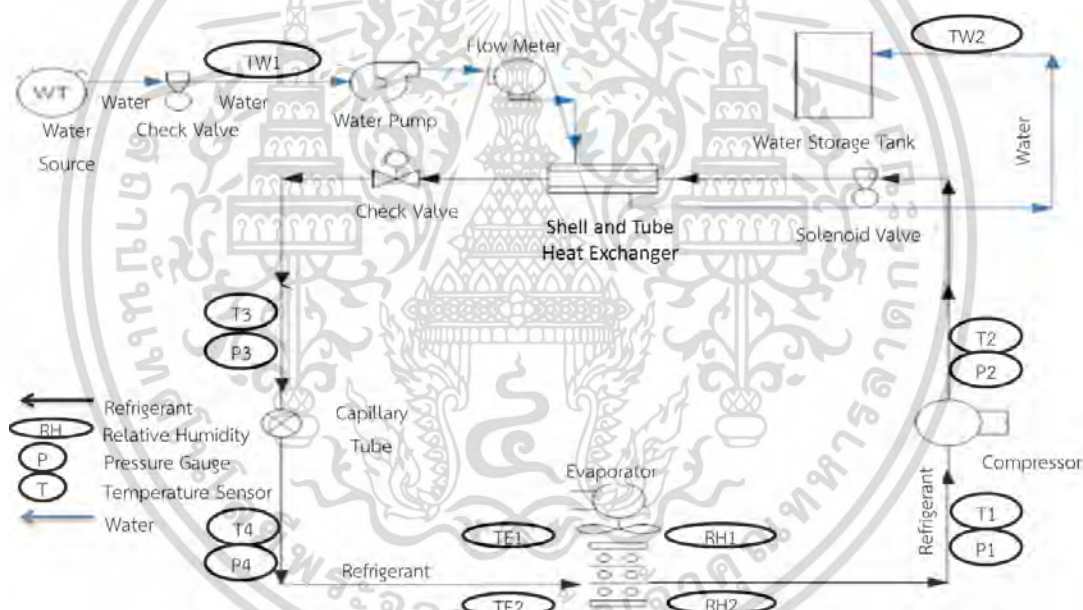 TW1
Flow Meter
TW2
WT
Water
Water
Water
Source
Check Valve
Water Pump
Water Storage Tank
Water
Check Valve
Shell and Tube
Heat Exchanger
Solenoid Valve
T3
P3
T2
P2
Refrigerant
RH
Relative Humidity
P
Pressure Gauge
T
Temperature Sensor
Water
Capillary
Tube
Evaporator
Compressor
T4
P4
TE1
RH1
Refrigerant
T1
P1
Refrigerant
TE2
RH2